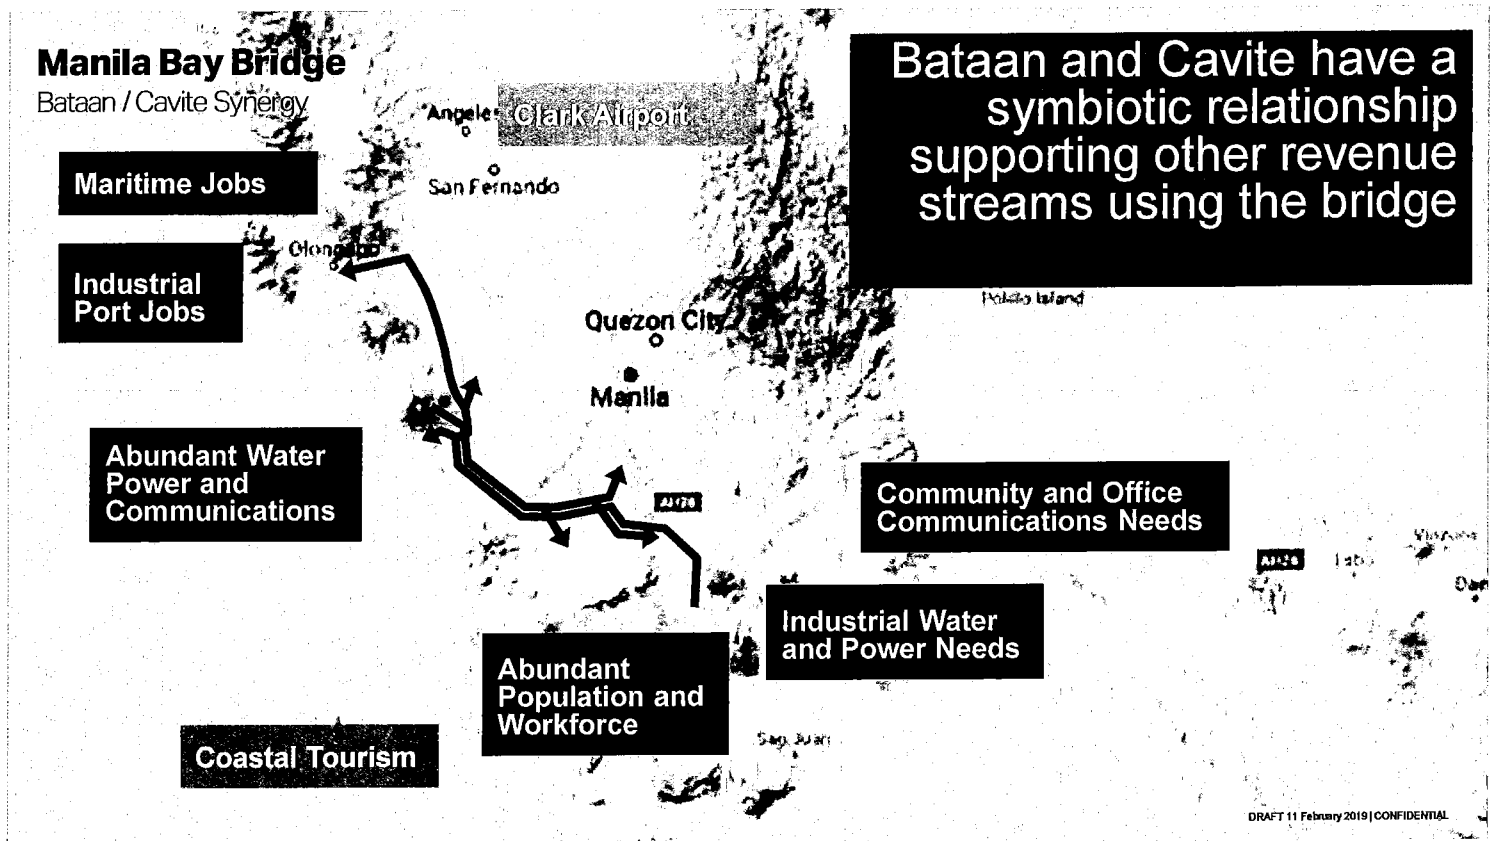 Manila Bay Bridge
Bataan / Cavite Synergy
Bataan and Cavite have a
symbiotic relationship
supporting other revenue
streams using the bridge
Clark Airport
San Fernando
Maritime Jobs
Industrial
Port Jobs
Quezon City
Manila
Abundant Water
Power and
Communications
Community and Office
Communications Needs
Industrial Water
and Power Needs
Abundant
Population and
Workforce
San Juan
Coastal Tourism
DRAFT 11 February 2019 | CONFIDENTIAL